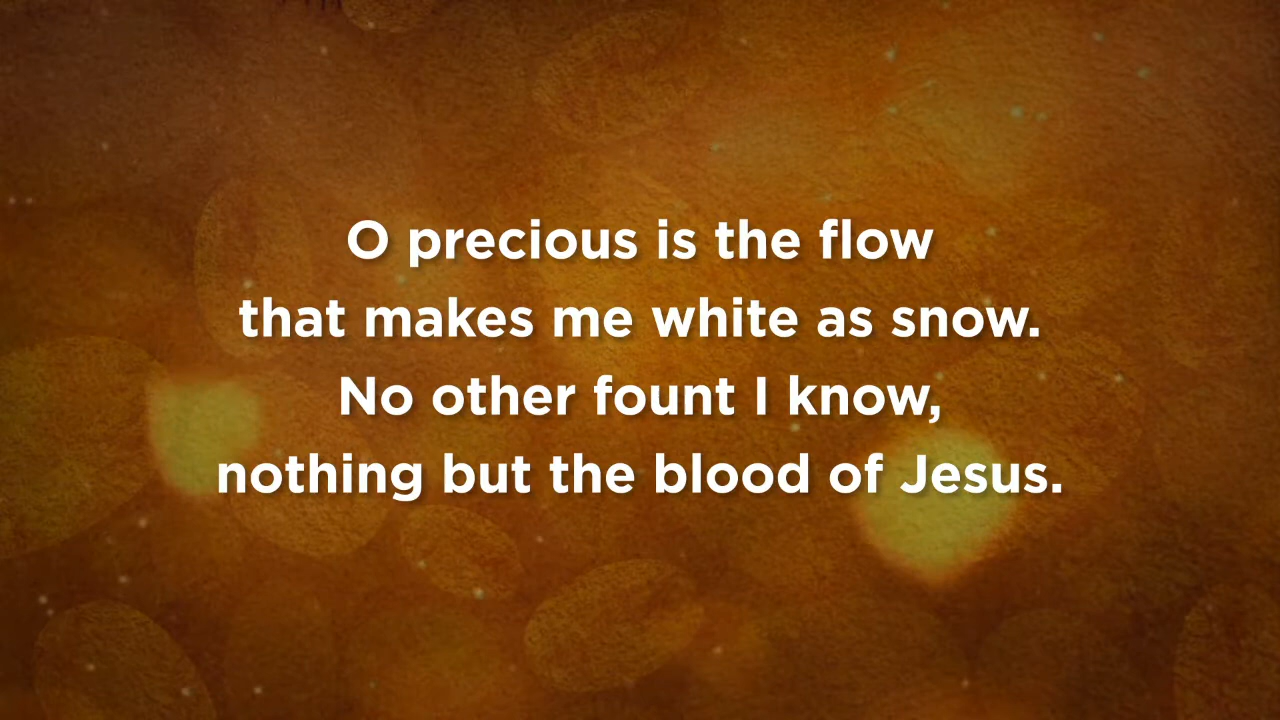 O precious is the flow
that makes me white as snow.
No other fount I know,
nothing but the blood of Jesus.